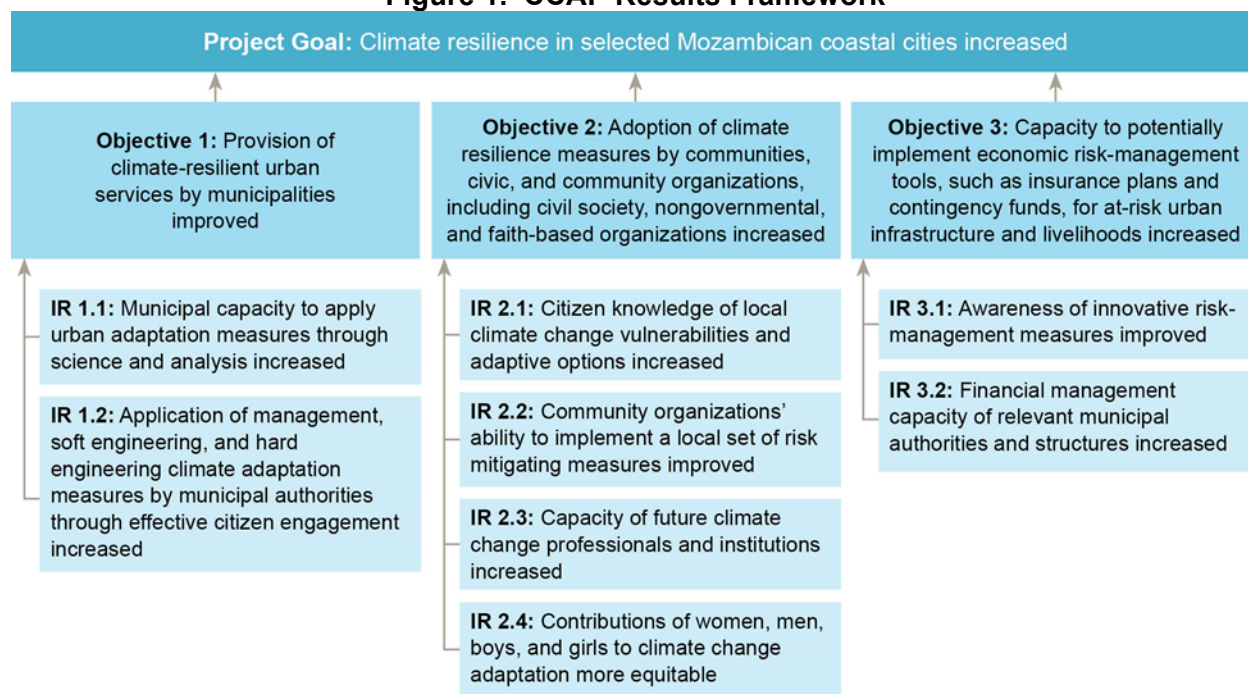 Figure 1. CCAP Results Framework
Project Goal: Climate resilience in selected Mozambican coastal cities increased
Objective 1: Provision of
climate-resilient urban
services by municipalities
improved
IR 1.1: Municipal capacity to apply
urban adaptation measures through
science and analysis increased
IR 1.2: Application of management,
soft engineering, and hard
engineering climate adaptation
measures by municipal authorities
through effective citizen engagement
increased
Objective 2: Adoption of climate
resilience measures by communities,
civic, and community organizations,
including civil society, nongovernmental,
and faith-based organizations increased
IR 2.1: Citizen knowledge of local
climate change vulnerabilities and
adaptive options increased
IR 2.2: Community organizations’
ability to implement a local set of risk
mitigating measures improved
IR 2.3: Capacity of future climate
change professionals and institutions
increased
IR 2.4: Contributions of women, men,
boys, and girls to climate change
adaptation more equitable
Objective 3: Capacity to potentially
implement economic risk-management
tools, such as insurance plans and
contingency funds, for at-risk urban
infrastructure and livelihoods increased
IR 3.1: Awareness of innovative risk-
management measures improved
IR 3.2: Financial management
capacity of relevant municipal
authorities and structures increased